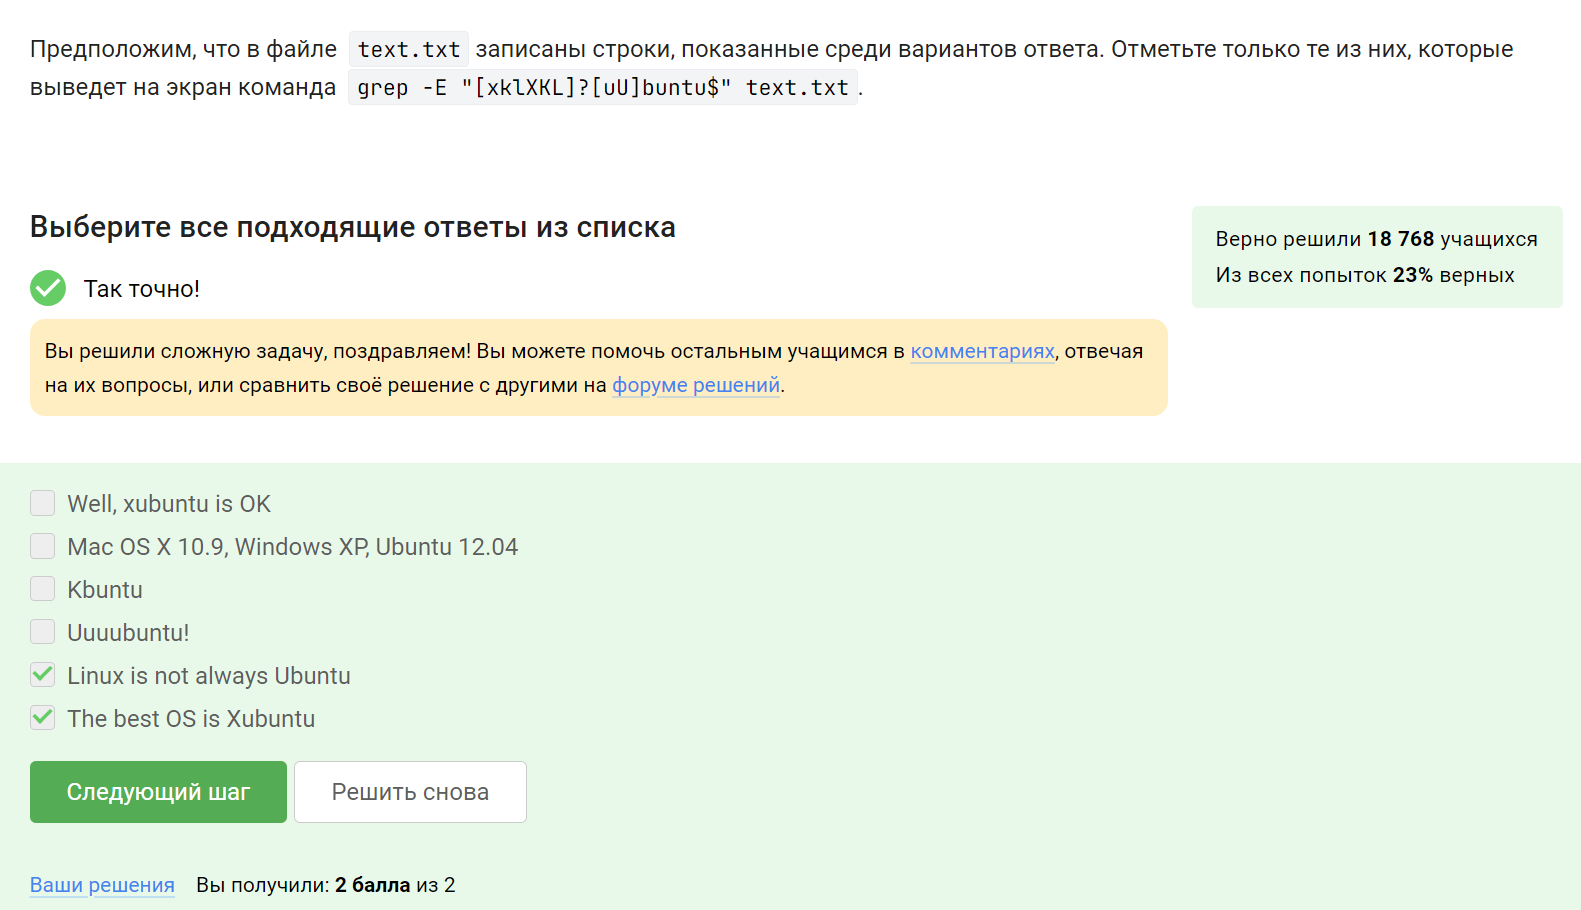 Предположим, что в файле text.txt записаны строки, показанные среди вариантов ответа. Отметьте только те из них, которые
выведет на экран команда grep -E "[xklXKL]?[uU]buntu$" text.txt.
Выберите все подходящие ответы из списка
Верно решили 18 768 учащихся
Из всех попыток 23% верных
Так точно!
Вы решили сложную задачу, поздравляем! Вы можете помочь остальным учащимся в комментариях, отвечая
на их вопросы, или сравнить своё решение с другими на форуме решений.
Well, xubuntu is OK
Mac OS X 10.9, Windows XP, Ubuntu 12.04
Kbuntu
Uuuubuntu!
Linux is not always Ubuntu
The best OS is Xubuntu
Следующий шаг
Решить снова
Ваши решения Вы получили: 2 балла из 2